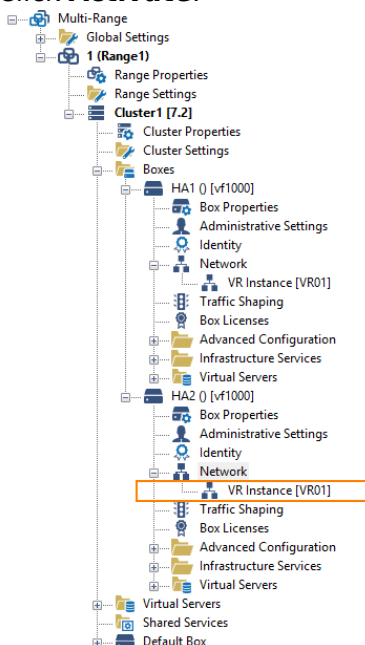 Multi-Range
Global Settings
1 (Range1)
Range Properties
Range Settings
Cluster1 [7.2]
Cluster Properties
Cluster Settings
Boxes
HA1 () [vf1000]
Box Properties
Administrative Settings
Identity
Network
VR Instance [VR01]
Traffic Shaping
Box Licenses
Advanced Configuration
Infrastructure Services
Virtual Servers
HA2 () [vf1000]
Box Properties
Administrative Settings
Identity
Network
VR Instance [VR01]
Traffic Shaping
Box Licenses
Advanced Configuration
Infrastructure Services
Virtual Servers
Virtual Servers
Shared Services
Default Box